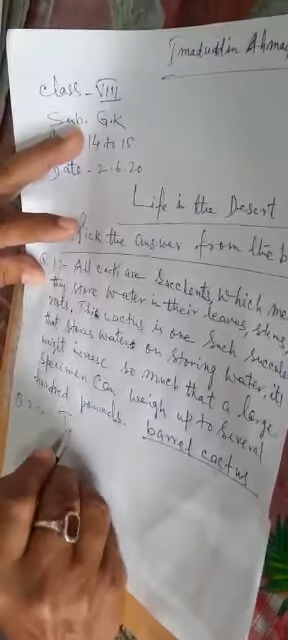 Imaduddin Ahma
Class - VIII
Sub. G.K
14 to 15
Date - 2.6.20
Life in the Desert
Pick the answer from the b
Q 1:- All cacti are Succulents, which me
they store water in their leaves, stems,
roots. This cactus is one such succule
that stores water. On storing water, its
weight increase so much that a large
specimen can weigh up to several
hundred pounds. barrel cactus
Q 2:- T